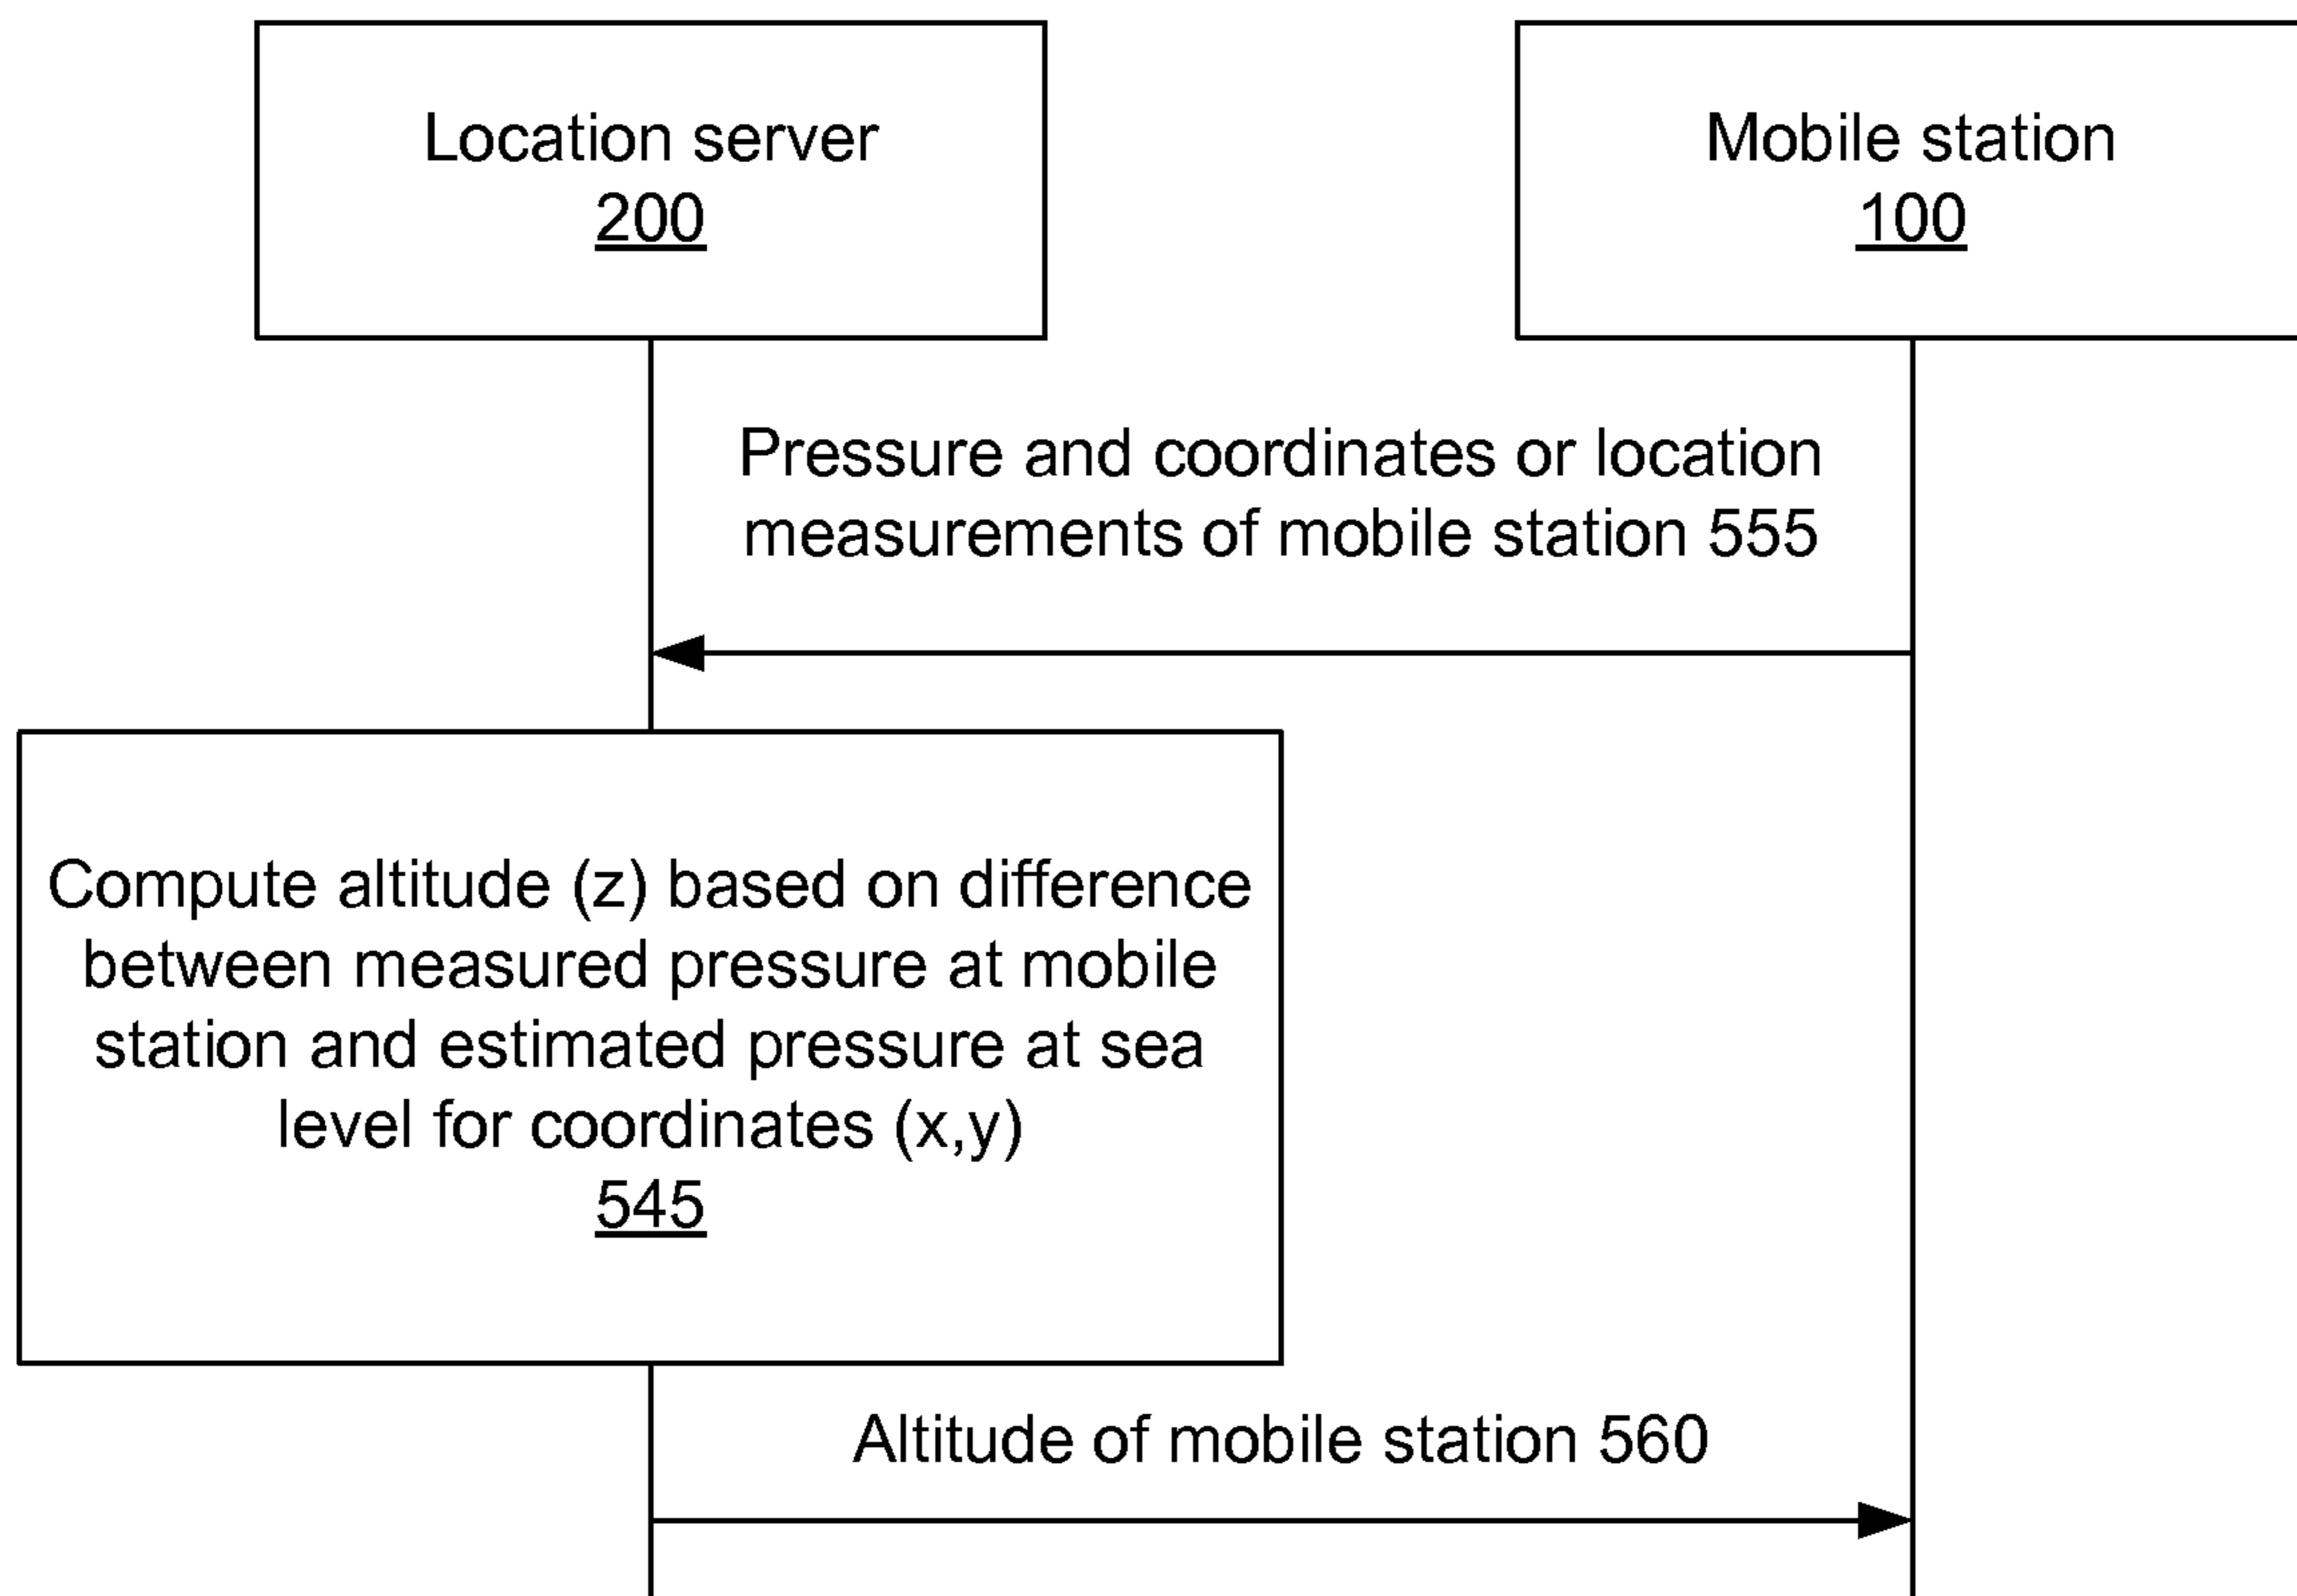 Location server
200
Mobile station
100
Pressure and coordinates or location
measurements of mobile station 555
Compute altitude (z) based on difference
between measured pressure at mobile
station and estimated pressure at sea
level for coordinates (x,y)
545
Altitude of mobile station 560